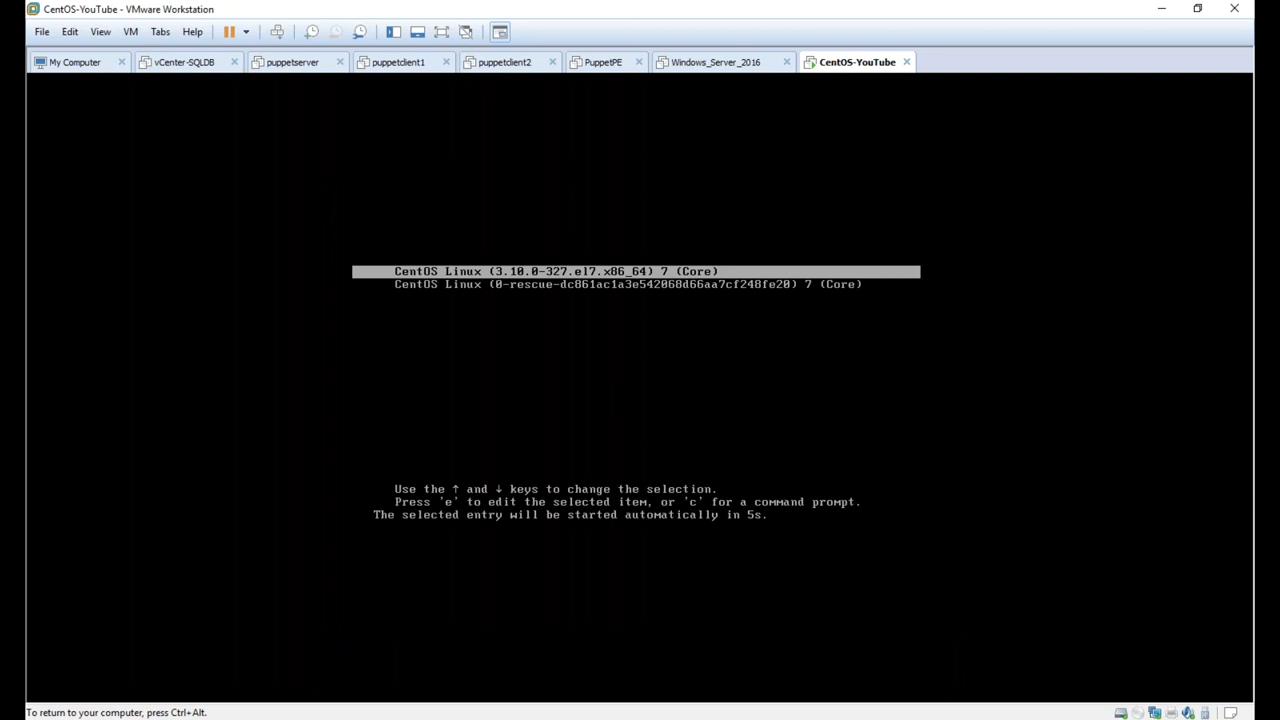 CentOS-YouTube - VMware Workstation
File Edit View VM Tabs Help
My Computer vCenter-SQLDB puppetserver puppetclient1 puppetclient2 PuppetPE Windows_Server_2016 CentOS-YouTube
CentOS Linux (3.10.0-327.el7.x86_64) 7 (Core)
CentOS Linux (0-rescue-dc861ac1a3e542068d66aa7cf248fe20) 7 (Core)
Use the ↑ and ↓ keys to change the selection.
Press 'e' to edit the selected item, or 'c' for a command prompt.
The selected entry will be started automatically in 5s.
To return to your computer, press Ctrl+Alt.